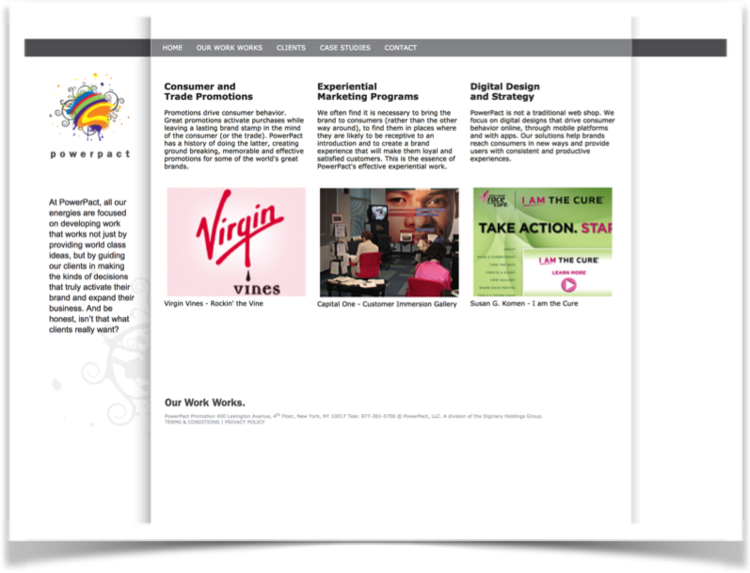 HOME OUR WORK WORKS CLIENTS CASE STUDIES CONTACT
powerpact
At PowerPact, all our
energies are focused
on developing work
that works not just by
providing world class
ideas, but by guiding
our clients in making
the kinds of decisions
that truly activate their
brand and expand their
business. And be
honest, isn't that what
clients really want?
Consumer and
Trade Promotions
Promotions drive consumer behavior.
Great promotions activate purchases while
leaving a lasting brand stamp in the mind
of the consumer (or the trade). PowerPact
has a history of doing the latter, creating
ground breaking, memorable and effective
promotions for some of the world's great
brands.
Virgin
vines
Virgin Vines - Rockin' the Vine
Experiential
Marketing Programs
We often find it is necessary to bring the
brand to consumers (rather than the other
way around), to find them in places where
they are likely to be receptive to an
introduction and to create a brand
experience that will make them loyal and
satisfied customers. This is the essence of
PowerPact's effective experiential work.
Capital One - Customer Immersion Gallery
Digital Design
and Strategy
PowerPact is not a traditional web shop. We
focus on digital designs that drive consumer
behavior online, through mobile platforms
and with apps. Our solutions help brands
reach consumers in new ways and provide
users with consistent and productive
experiences.
I AM THE CURE
TAKE ACTION. STAR
I AM THE CURE
LEARN MORE
Susan G. Komen - I am the Cure
Our Work Works.
PowerPact Promotion 450 Lexington Avenue, 4th Floor, New York, NY 10017 Tele: 877-361-5700 © PowerPact, LLC. A division of the Diginary Holdings Group.
TERMS & CONDITIONS | PRIVACY POLICY